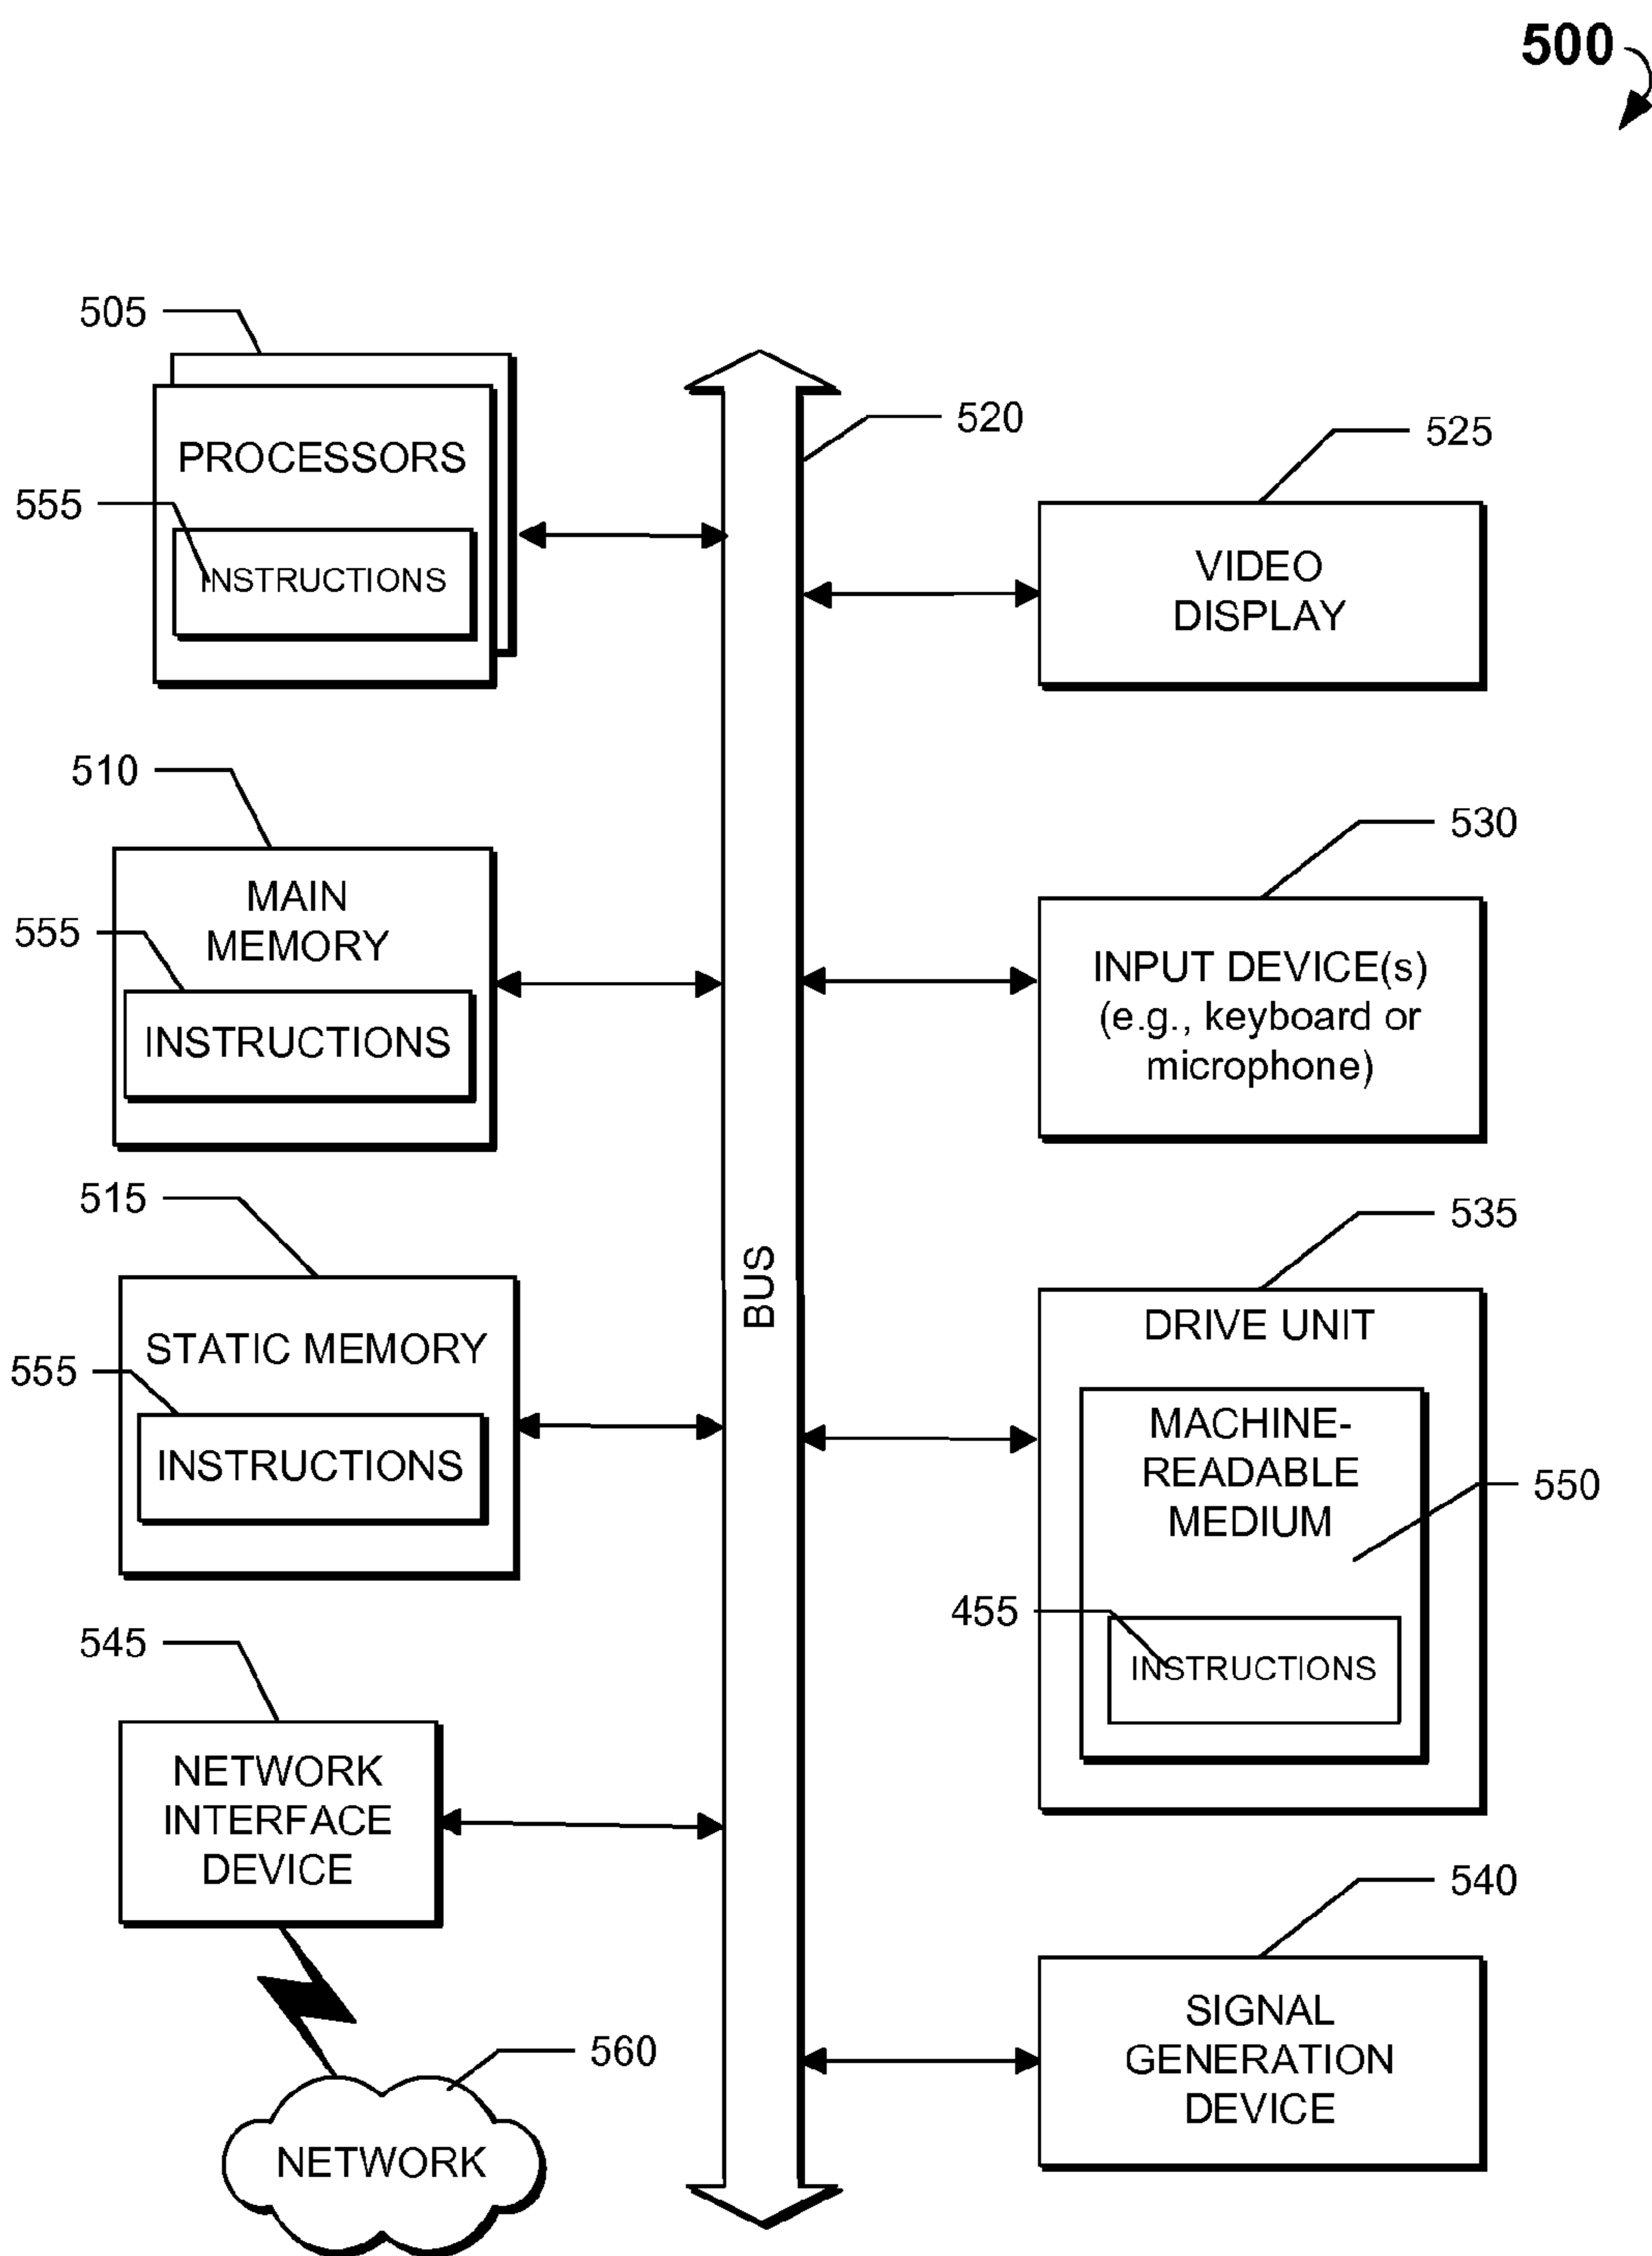 500
505
PROCESSORS
555
INSTRUCTIONS
510
MAIN
MEMORY
555
INSTRUCTIONS
515
STATIC MEMORY
555
INSTRUCTIONS
545
NETWORK
INTERFACE
DEVICE
560
NETWORK
BUS
520
525
VIDEO
DISPLAY
530
INPUT DEVICE(s)
(e.g., keyboard or
microphone)
535
DRIVE UNIT
MACHINE-
READABLE
MEDIUM
550
455
INSTRUCTIONS
540
SIGNAL
GENERATION
DEVICE